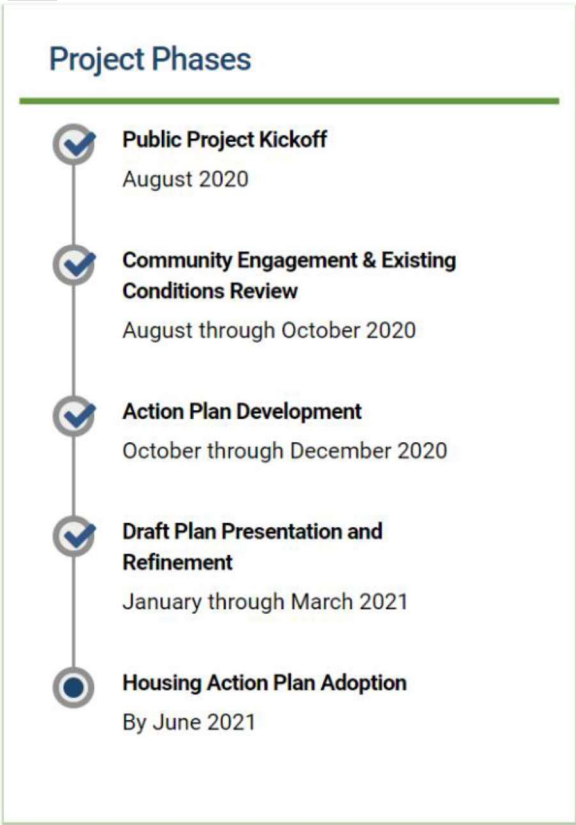 Project Phases
Public Project Kickoff
August 2020
Community Engagement & Existing
Conditions Review
August through October 2020
Action Plan Development
October through December 2020
Draft Plan Presentation and
Refinement
January through March 2021
Housing Action Plan Adoption
By June 2021